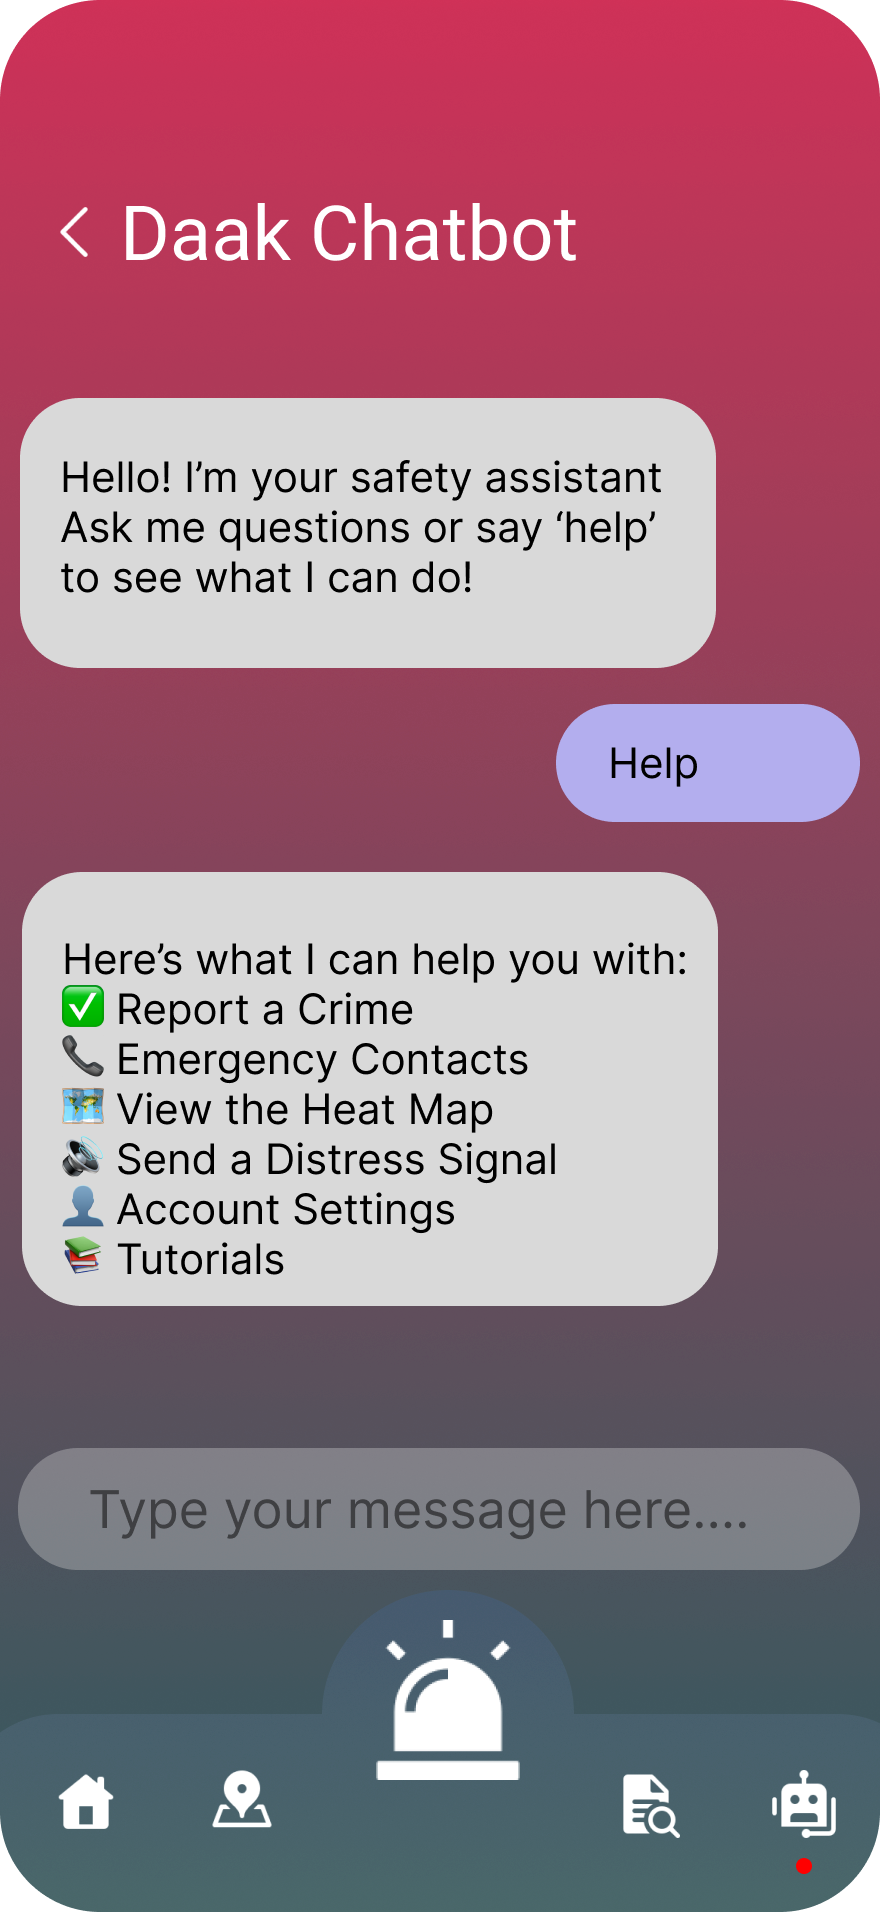 Daak Chatbot
Hello! I’m your safety assistant
Ask me questions or say ‘help’
to see what I can do!
Help
Here’s what I can help you with:
✅ Report a Crime
📞 Emergency Contacts
🗺️ View the Heat Map
🔊 Send a Distress Signal
👤 Account Settings
📚 Tutorials
Type your message here....